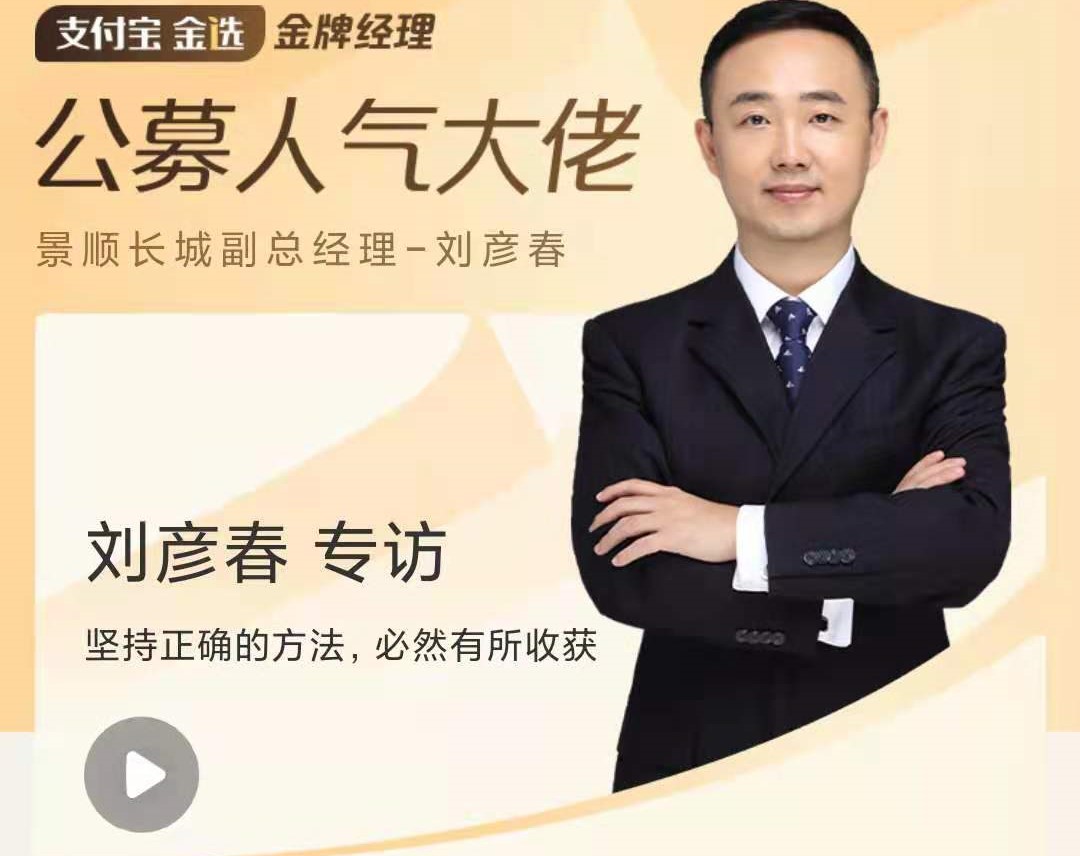 支付宝 金选 金牌经理
公募人气大佬
景顺长城副总经理-刘彦春
刘彦春 专访
坚持正确的方法，必然有所收获